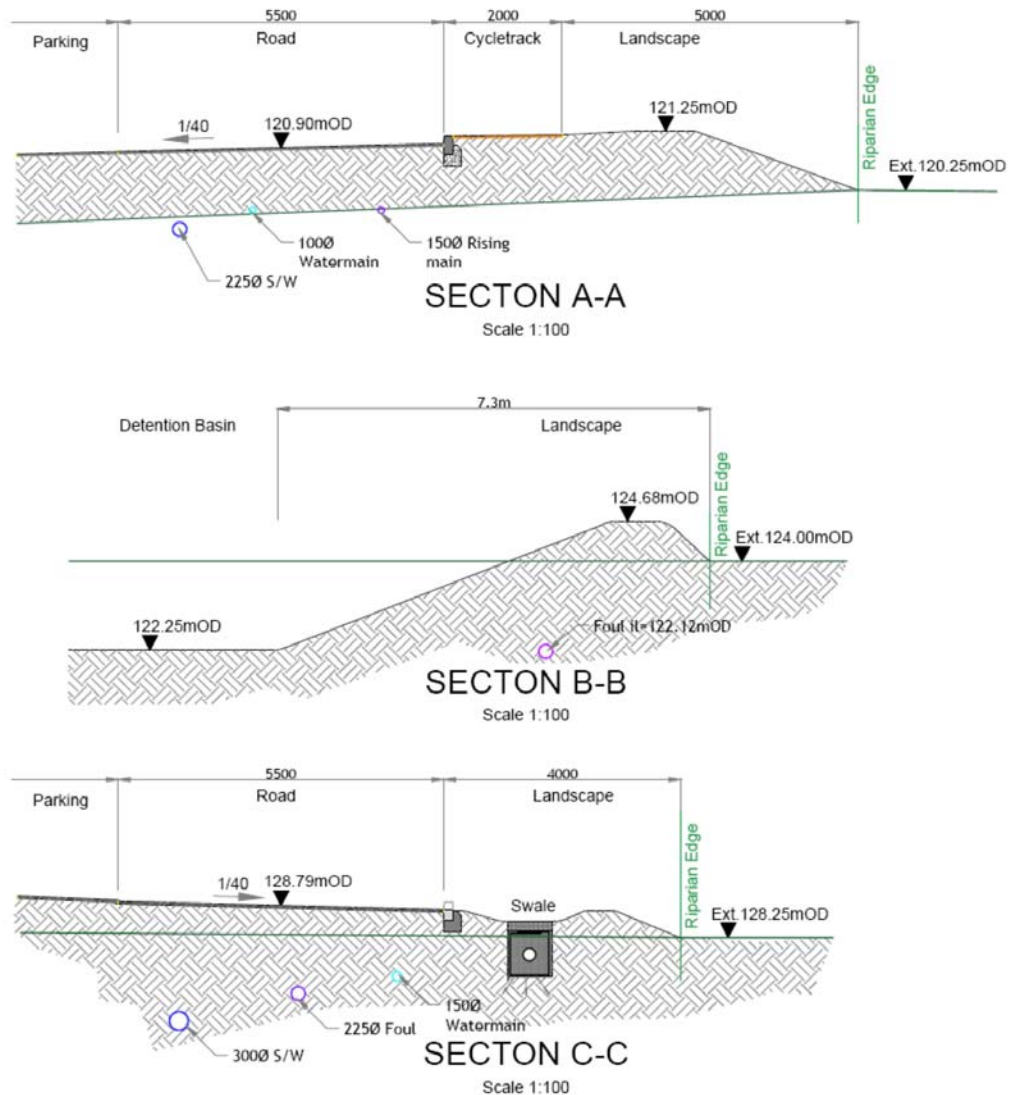 5500 2000 5000
Parking Road Cycletrack Landscape
Riparian Edge
1/40 120.90mOD 121.25mOD
Ext.120.25mOD
100Ø
Watermain
150Ø Rising
main
225Ø S/W
SECTON A-A
Scale 1:100
7.3m
Detention Basin Landscape
Riparian Edge
124.68mOD
Ext.124.00mOD
122.25mOD
Foul il=122.12mOD
SECTON B-B
Scale 1:100
5500 4000
Parking Road Landscape
Riparian Edge
1/40 128.79mOD Swale
Ext.128.25mOD
150Ø
Watermain
225Ø Foul
300Ø S/W
SECTON C-C
Scale 1:100